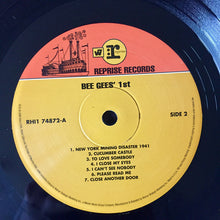 REPRISE RECORDS
BEE GEES' 1st
RHI1 74872-A
SIDE 2
1. NEW YORK MINING DISASTER 1941
2. CUCUMBER CASTLE
3. TO LOVE SOMEBODY
4. I CLOSE MY EYES
5. I CAN'T SEE NOBODY
6. PLEASE READ ME
7. CLOSE ANOTHER DOOR